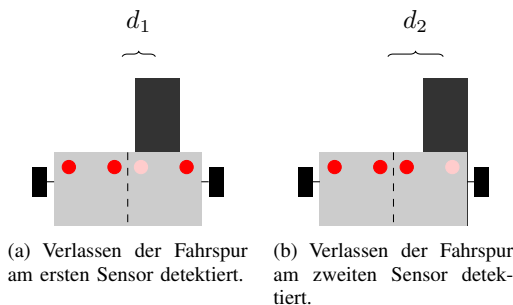 d₁
d₂
(a) Verlassen der Fahrspur
am ersten Sensor detektiert.
(b) Verlassen der Fahrspur
am zweiten Sensor detek-
tiert.